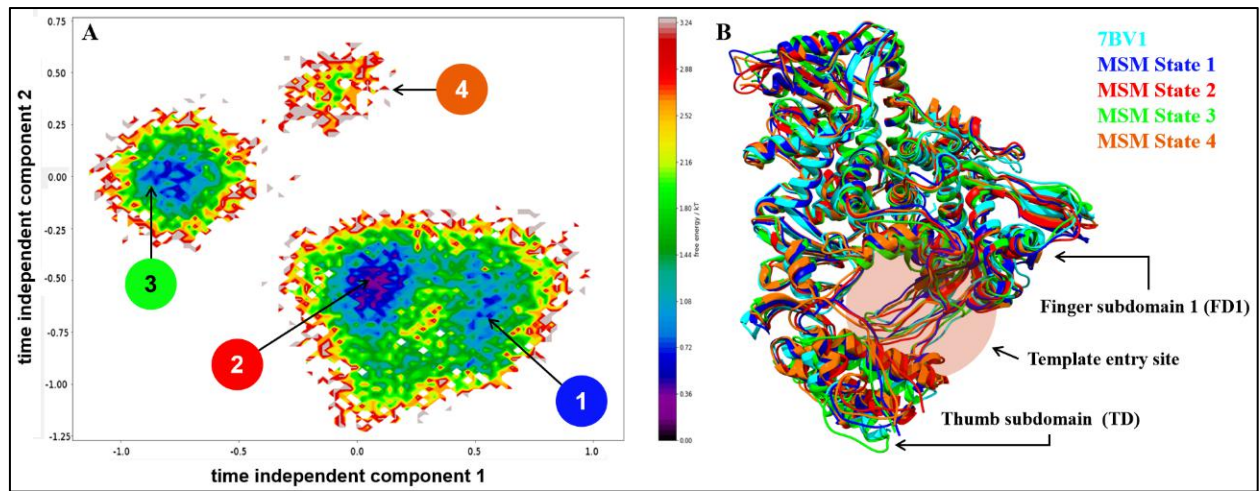 A
time independent component 2
0.75
0.50
0.25
0.00
-0.25
-0.50
-0.75
-1.00
-1.25
4
3
2
1
-1.0
-0.5
0.0
0.5
1.0
time independent component 1
3.24
2.88
2.52
2.16
1.80
1.44
1.08
0.72
0.36
0.00
free energy / kT
B
7BV1
MSM State 1
MSM State 2
MSM State 3
MSM State 4
Finger subdomain 1 (FD1)
Template entry site
Thumb subdomain (TD)